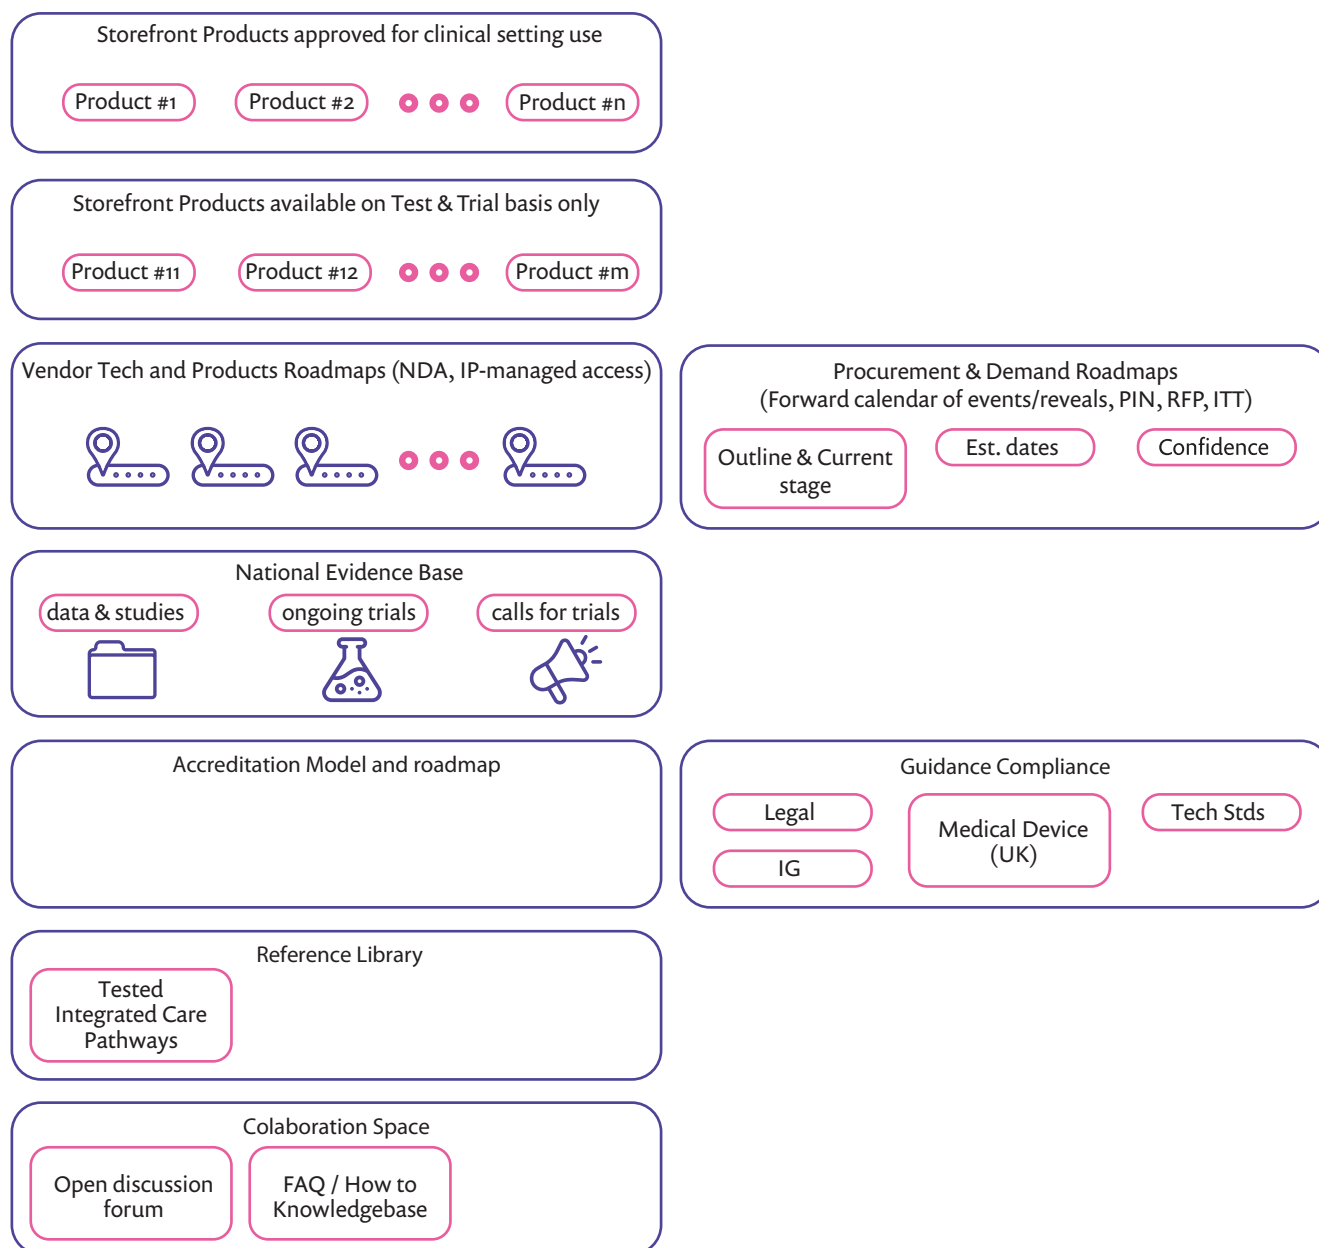 Storefront Products approved for clinical setting use
Product #1
Product #2
Product #n
Storefront Products available on Test & Trial basis only
Product #11
Product #12
Product #m
Vendor Tech and Products Roadmaps (NDA, IP-managed access)
Procurement & Demand Roadmaps
(Forward calendar of events/reveals, PIN, RFP, ITT)
Outline & Current
stage
Est. dates
Confidence
National Evidence Base
data & studies
ongoing trials
calls for trials
Accreditation Model and roadmap
Guidance Compliance
Legal
IG
Medical Device
(UK)
Tech Stds
Reference Library
Tested
Integrated Care
Pathways
Colaboration Space
Open discussion
forum
FAQ / How to
Knowledgebase